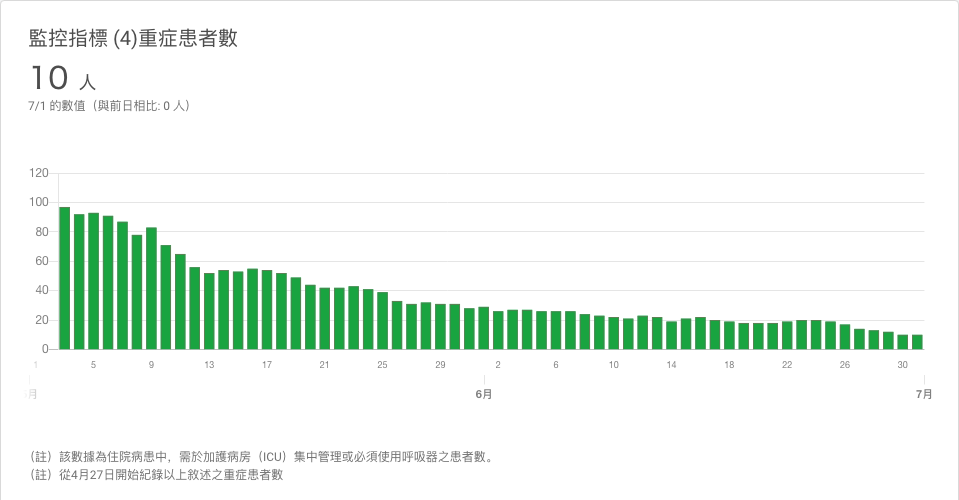 監控指標 (4)重症患者數
10 人
7/1 的數值（與前日相比: 0 人）
120
100
80
60
40
20
0
1 5 9 13 17 21 25 29 2 6 10 14 18 22 26 30
月 6月 7月
（註）該數據為住院病患中，需於加護病房（ICU）集中管理或必須使用呼吸器之患者數。
（註）從4月27日開始紀錄以上敘述之重症患者數